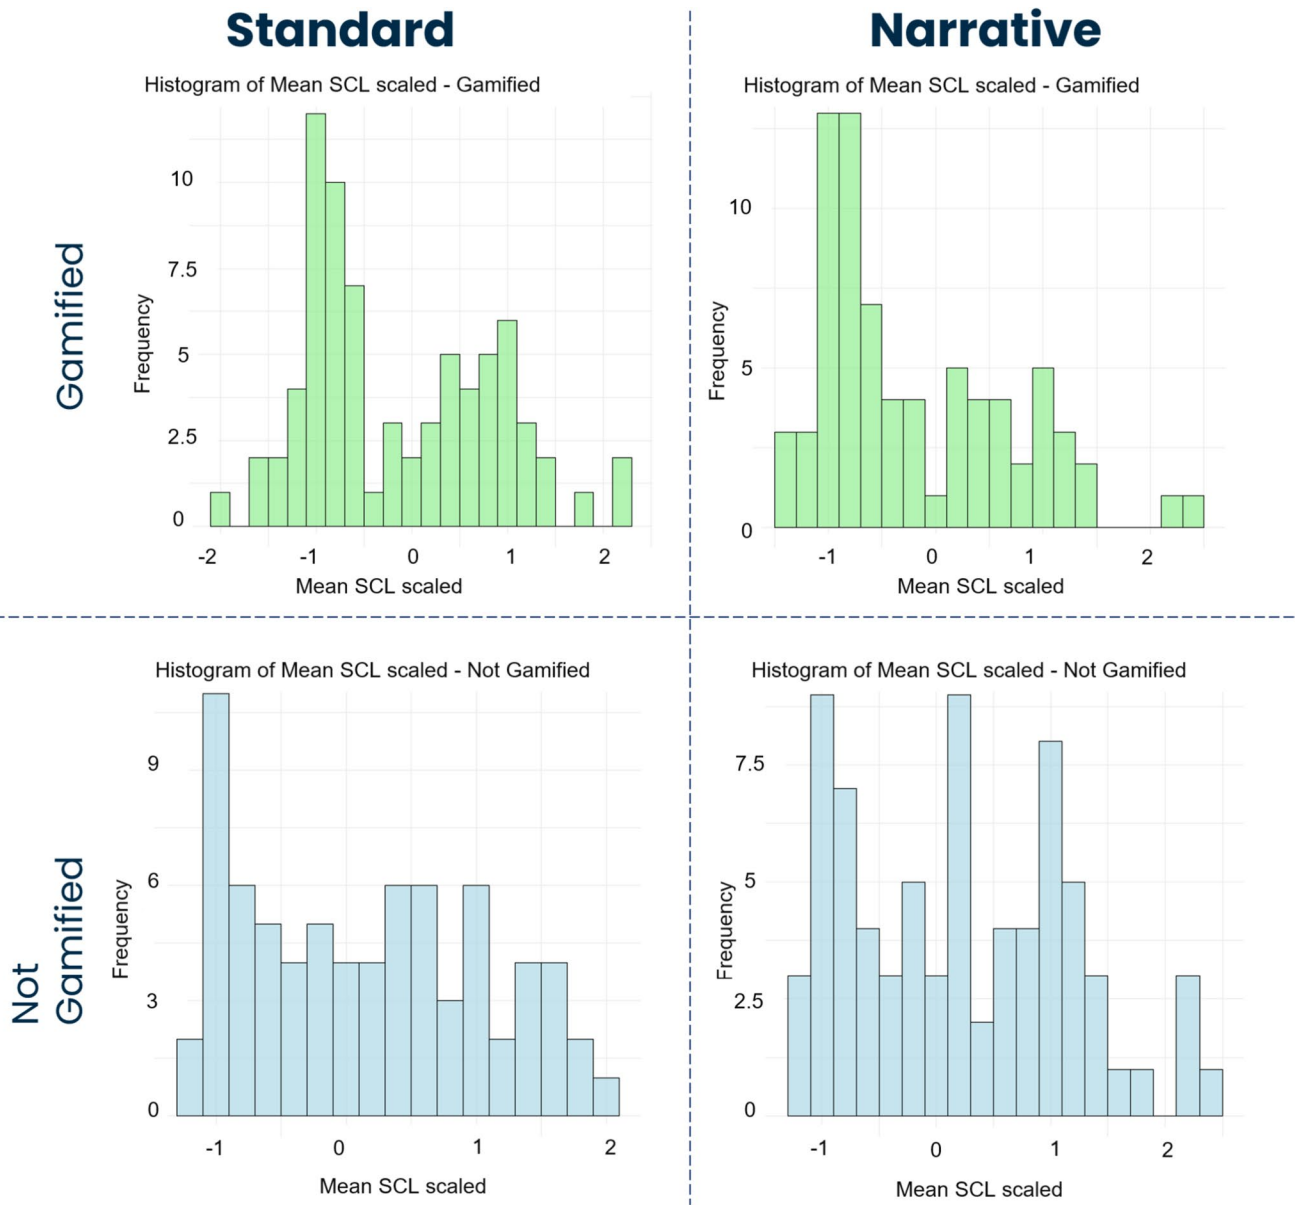 Standard
Narrative
Histogram of Mean SCL scaled - Gamified
Histogram of Mean SCL scaled - Gamified
Gamified
Frequency
10
7.5
5
2.5
0
-2 -1 0 1 2
Mean SCL scaled
Frequency
10
5
0
-1 0 1 2
Mean SCL scaled
Histogram of Mean SCL scaled - Not Gamified
Histogram of Mean SCL scaled - Not Gamified
Not
Gamified
Frequency
9
6
3
0
-1 0 1 2
Mean SCL scaled
Frequency
7.5
5
2.5
0
-1 0 1 2
Mean SCL scaled